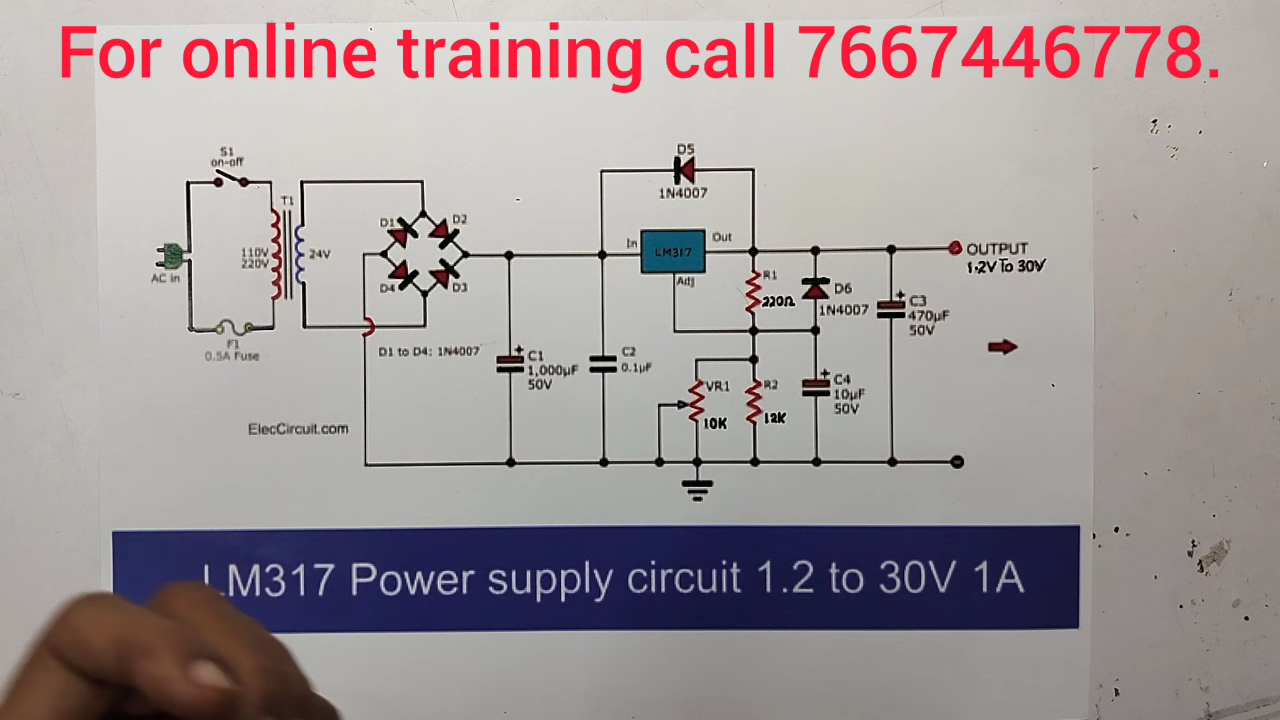 For online training call 7667446778.
S1
on-off
T1
110V
220V
24V
AC in
F1
0.5A Fuse
D1
D2
D4
D3
D1 to D4: 1N4007
ElecCircuit.com
C1
1,000µF
50V
C2
0.1µF
D5
1N4007
In
LM317
Out
Adj
R1
220Ω
D6
1N4007
C3
470µF
50V
OUTPUT
1.2V To 30V
VR1
10K
R2
12K
C4
10µF
50V
LM317 Power supply circuit 1.2 to 30V 1A